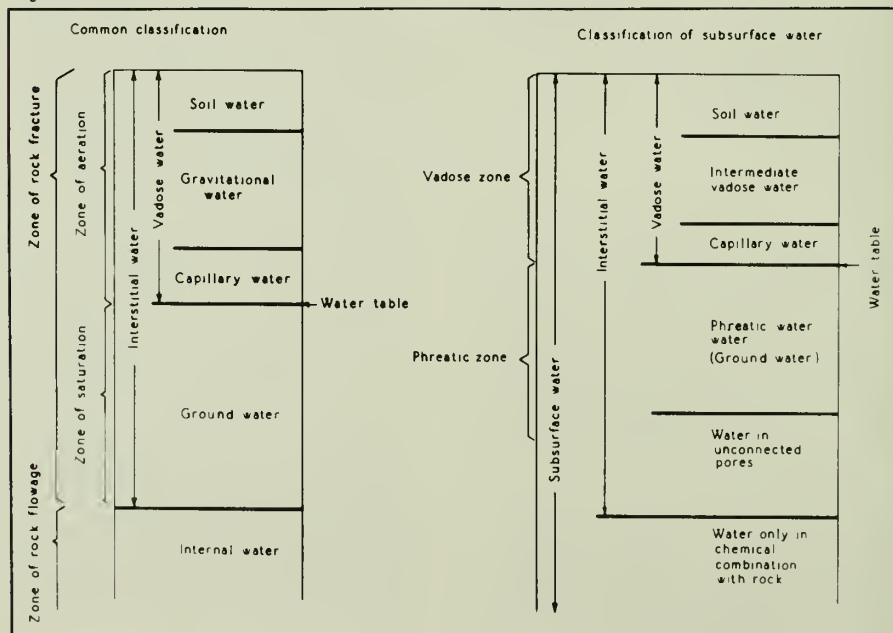 Common classification
Zone of rock fracture
Zone of rock flowage
Zone of aeration
Zone of saturation
Interstitial water
Vadose water
Soil water
Gravitational
water
Capillary water
Water table
Ground water
Internal water
Classification of subsurface water
Vadose zone
Phreatic zone
Subsurface water
Interstitial water
Vadose water
Soil water
Intermediate
vadose water
Capillary water
Water table
Phreatic water
water
(Ground water)
Water in
unconnected
pores
Water only in
chemical
combination
with rock